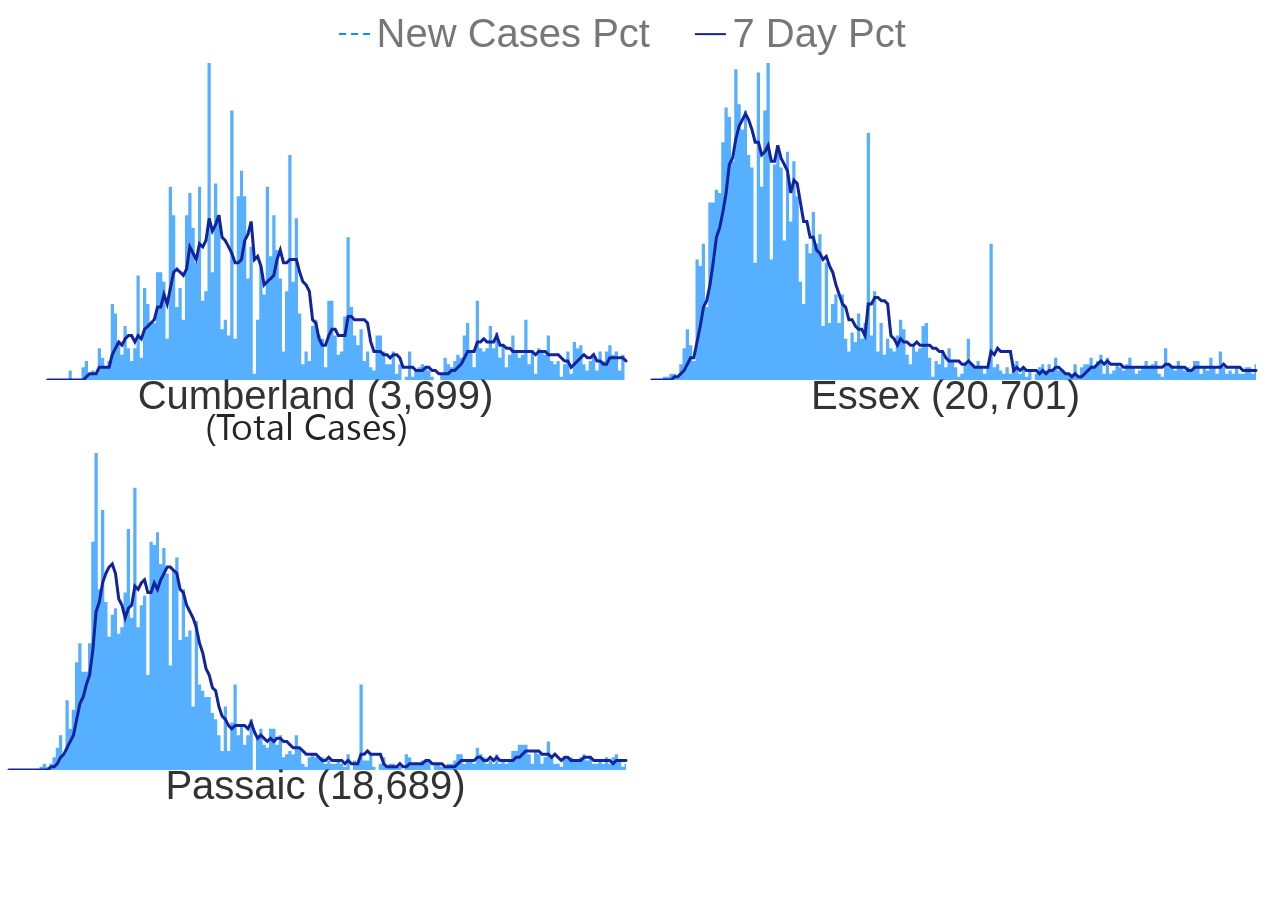 New Cases Pct 7 Day Pct
Cumberland (3,699)
(Total Cases)
Essex (20,701)
Passaic (18,689)